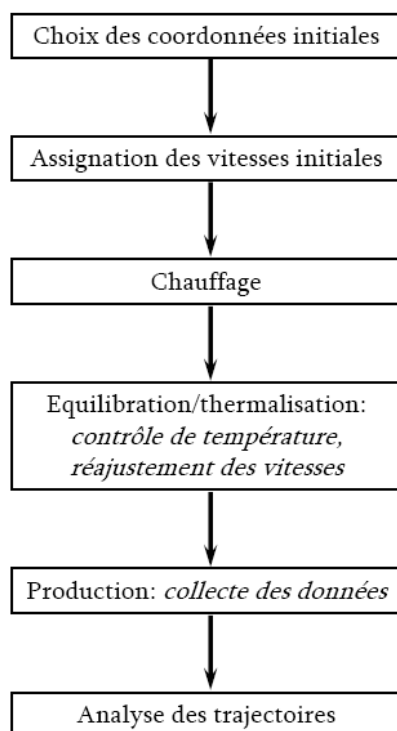 Choix des coordonnées initiales
Assignation des vitesses initiales
Chauffage
Equilibration/thermalisation:
contrôle de température,
réajustement des vitesses
Production: collecte des données
Analyse des trajectoires